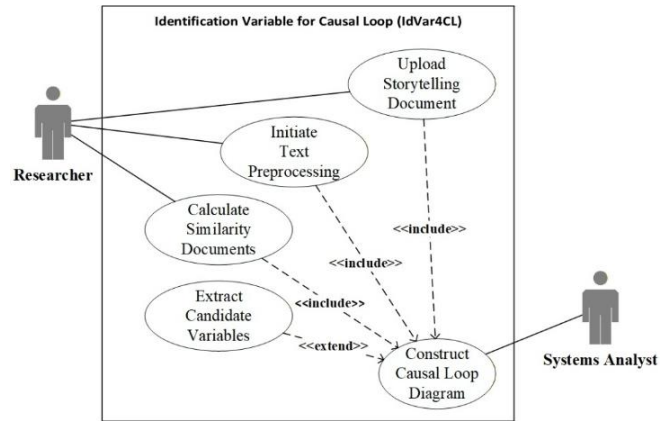 Identification Variable for Causal Loop (IdVar4CL)
Upload
Storytelling
Document
Initiate
Text
Preprocessing
Researcher
Calculate
Similarity
Documents
<<include>>
<<include>>
<<include>>
Extract
Candidate
Variables
<<extend>>
Construct
Causal Loop
Diagram
Systems Analyst